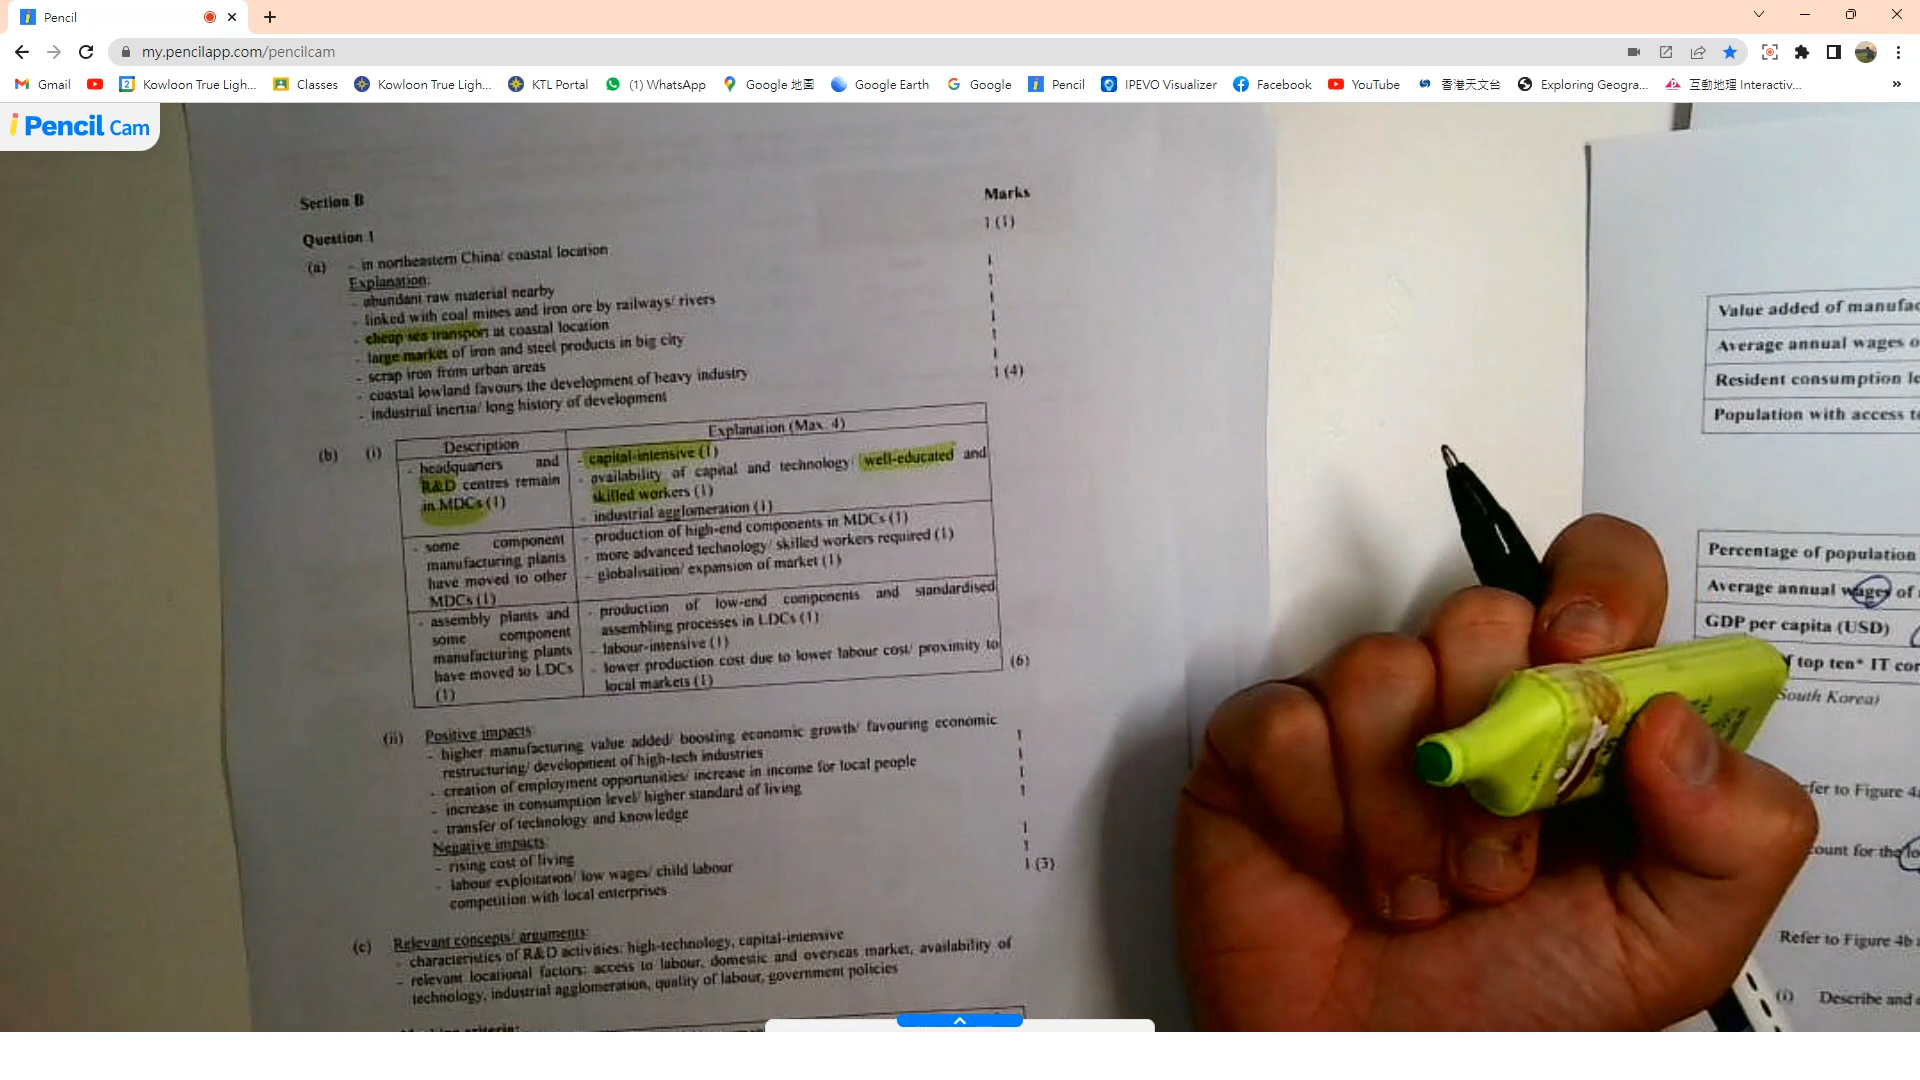 Pencil
my.pencilapp.com/pencilcam
Gmail
Kowloon True Ligh...
Classes
Kowloon True Ligh...
KTL Portal
(1) WhatsApp
Google 地圖
Google Earth
Google
Pencil
IPEVO Visualizer
Facebook
YouTube
香港天文台
Exploring Geogra...
互動地理 Interactiv...
»
Pencil Cam
Section B
Marks
Question 1
1 (1)
(a) - in northeastern China/ coastal location
Explanation:
- abundant raw material nearby 1
- linked with coal mines and iron ore by railways/ rivers 1
- cheap sea transport at coastal location 1
- large market of iron and steel products in big city 1
- scrap iron from urban areas 1
- coastal lowland favours the development of heavy industry 1
- industrial inertia/ long history of development 1 (4)
(b) (i) Description
Explanation (Max. 4)
- headquarters and
R&D centres remain
in MDCs (1)
- capital-intensive (1)
- availability of capital and technology/ well-educated and
skilled workers (1)
- industrial agglomeration (1)
- some component
manufacturing plants
have moved to other
MDCs (1)
- production of high-end components in MDCs (1)
- more advanced technology/ skilled workers required (1)
- globalisation/ expansion of market (1)
- assembly plants and
some component
manufacturing plants
have moved to LDCs
(1)
- production of low-end components and standardised
assembling processes in LDCs (1)
- labour-intensive (1)
- lower production cost due to lower labour cost/ proximity to
local markets (1)
(6)
(ii) Positive impacts:
- higher manufacturing value added/ boosting economic growth/ favouring economic
restructuring/ development of high-tech industries 1
- creation of employment opportunities/ increase in income for local people 1
- increase in consumption level/ higher standard of living 1
- transfer of technology and knowledge 1
Negative impacts:
- rising cost of living 1
- labour exploitation/ low wages/ child labour 1
competition with local enterprises 1 (3)
(c) Relevant concepts/ arguments:
- characteristics of R&D activities: high-technology, capital-intensive
- relevant locational factors: access to labour, domestic and overseas market, availability of
technology, industrial agglomeration, quality of labour, government policies
criteria:
Value added of manufac
Average annual wages o
Resident consumption le
Population with access t
Percentage of population
Average annual wages of
GDP per capita (USD)
f top ten* IT cor
South Korea)
fer to Figure 4a
ount for the lo
Refer to Figure 4b
(i) Describe and